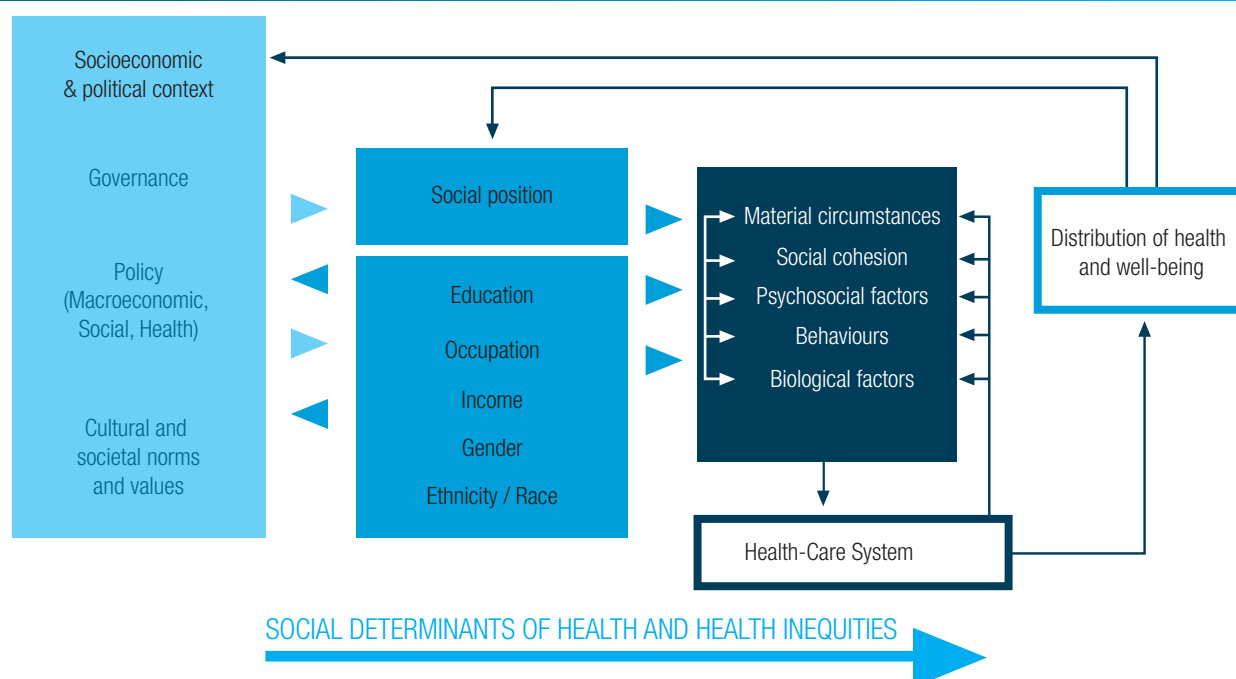 Socioeconomic
& political context
Governance
Policy
(Macroeconomic,
Social, Health)
Cultural and
societal norms
and values
Social position
Education
Occupation
Income
Gender
Ethnicity / Race
Material circumstances
Social cohesion
Psychosocial factors
Behaviours
Biological factors
Health-Care System
Distribution of health
and well-being
SOCIAL DETERMINANTS OF HEALTH AND HEALTH INEQUITIES